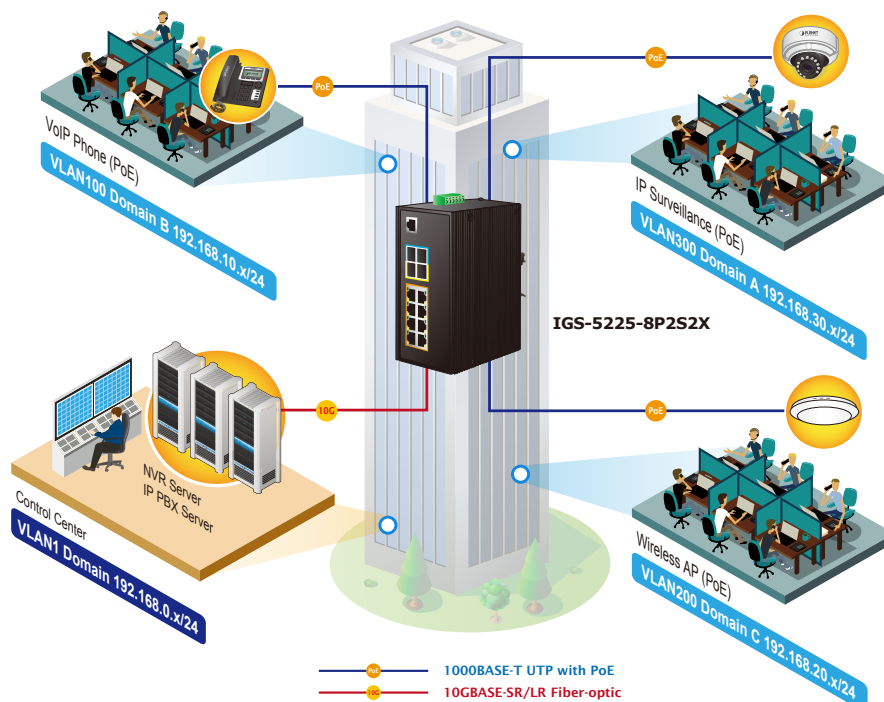 PoE
PoE
PLANET
VoIP Phone (PoE)
VLAN100 Domain B 192.168.10.x/24
IP Surveillance (PoE)
VLAN300 Domain A 192.168.30.x/24
IGS-5225-8P2S2X
10G
PoE
NVR Server
IP PBX Server
Control Center
VLAN1 Domain 192.168.0.x/24
Wireless AP (PoE)
VLAN200 Domain C 192.168.20.x/24
PoE
1000BASE-T UTP with PoE
10G
10GBASE-SR/LR Fiber-optic